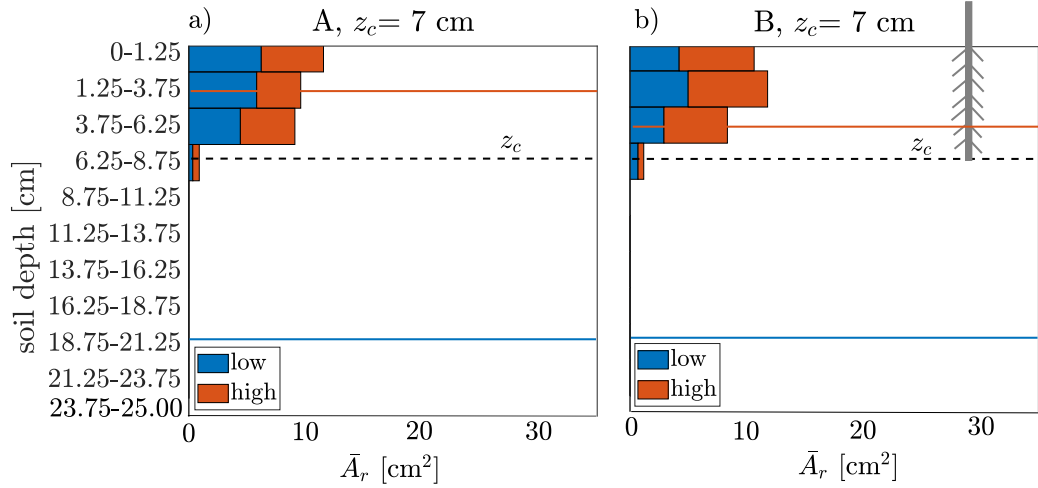 a)
A, z_c= 7 cm
b)
B, z_c= 7 cm
soil depth [cm]
0–1.25
1.25–3.75
3.75–6.25
6.25–8.75
8.75–11.25
11.25–13.75
13.75–16.25
16.25–18.75
18.75–21.25
21.25–23.75
23.75–25.00
z_c
low
high
0 10 20 30
Ā_r [cm²]
z_c
low
high
0 10 20 30
Ā_r [cm²]